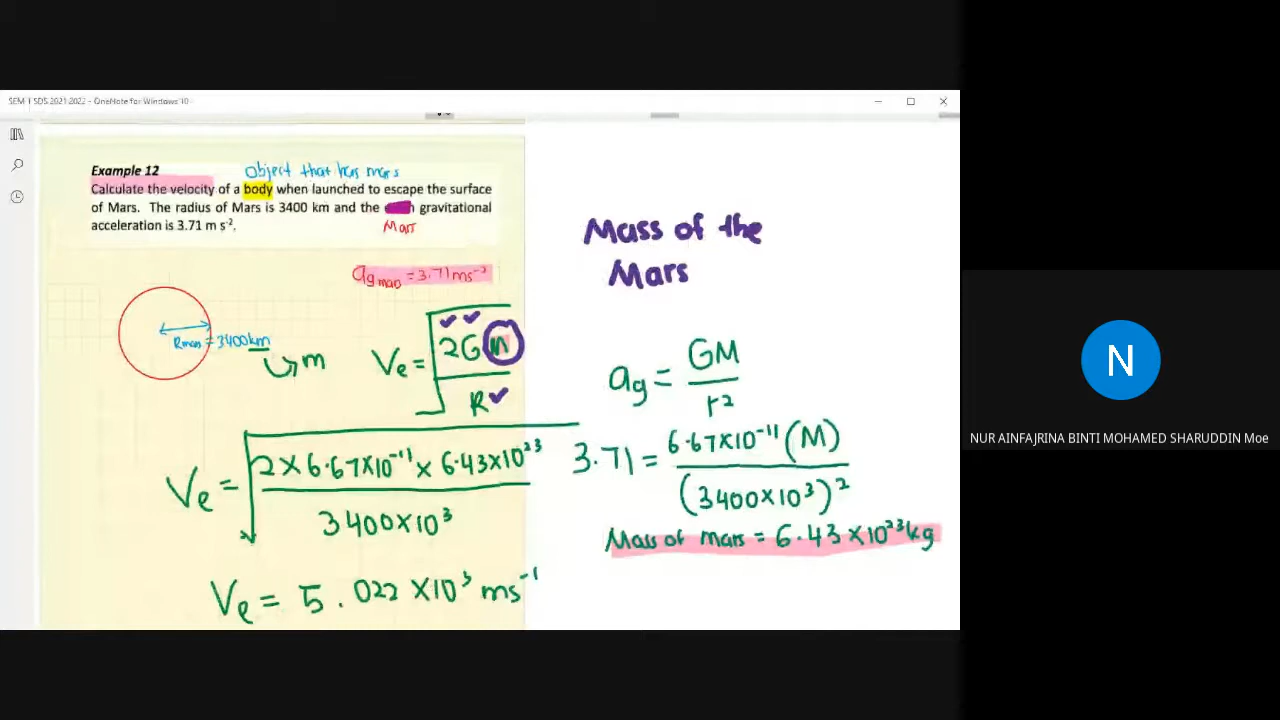 SEM 1 SDS 2021 2022 - OneNote for Windows 10
Example 12
Object that has mars
Calculate the velocity of a body when launched to escape the surface
of Mars. The radius of Mars is 3400 km and the gravitational
acceleration is 3.71 m s⁻².
Mars
ag mars = 3.71 ms⁻²
Rmars = 3400km
m
Ve = √(2Gm / R)
Ve = √(2 × 6.67×10⁻¹¹ × 6.43×10²³ / 3400×10³)
Ve = 5.022 ×10³ ms⁻¹
Mass of the
Mars
ag = GM / r²
3.71 = 6.67×10⁻¹¹ (M) / (3400×10³)²
Mass of mars = 6.43 ×10²³ kg
N
NUR AINFAJRINA BINTI MOHAMED SHARUDDIN Moe